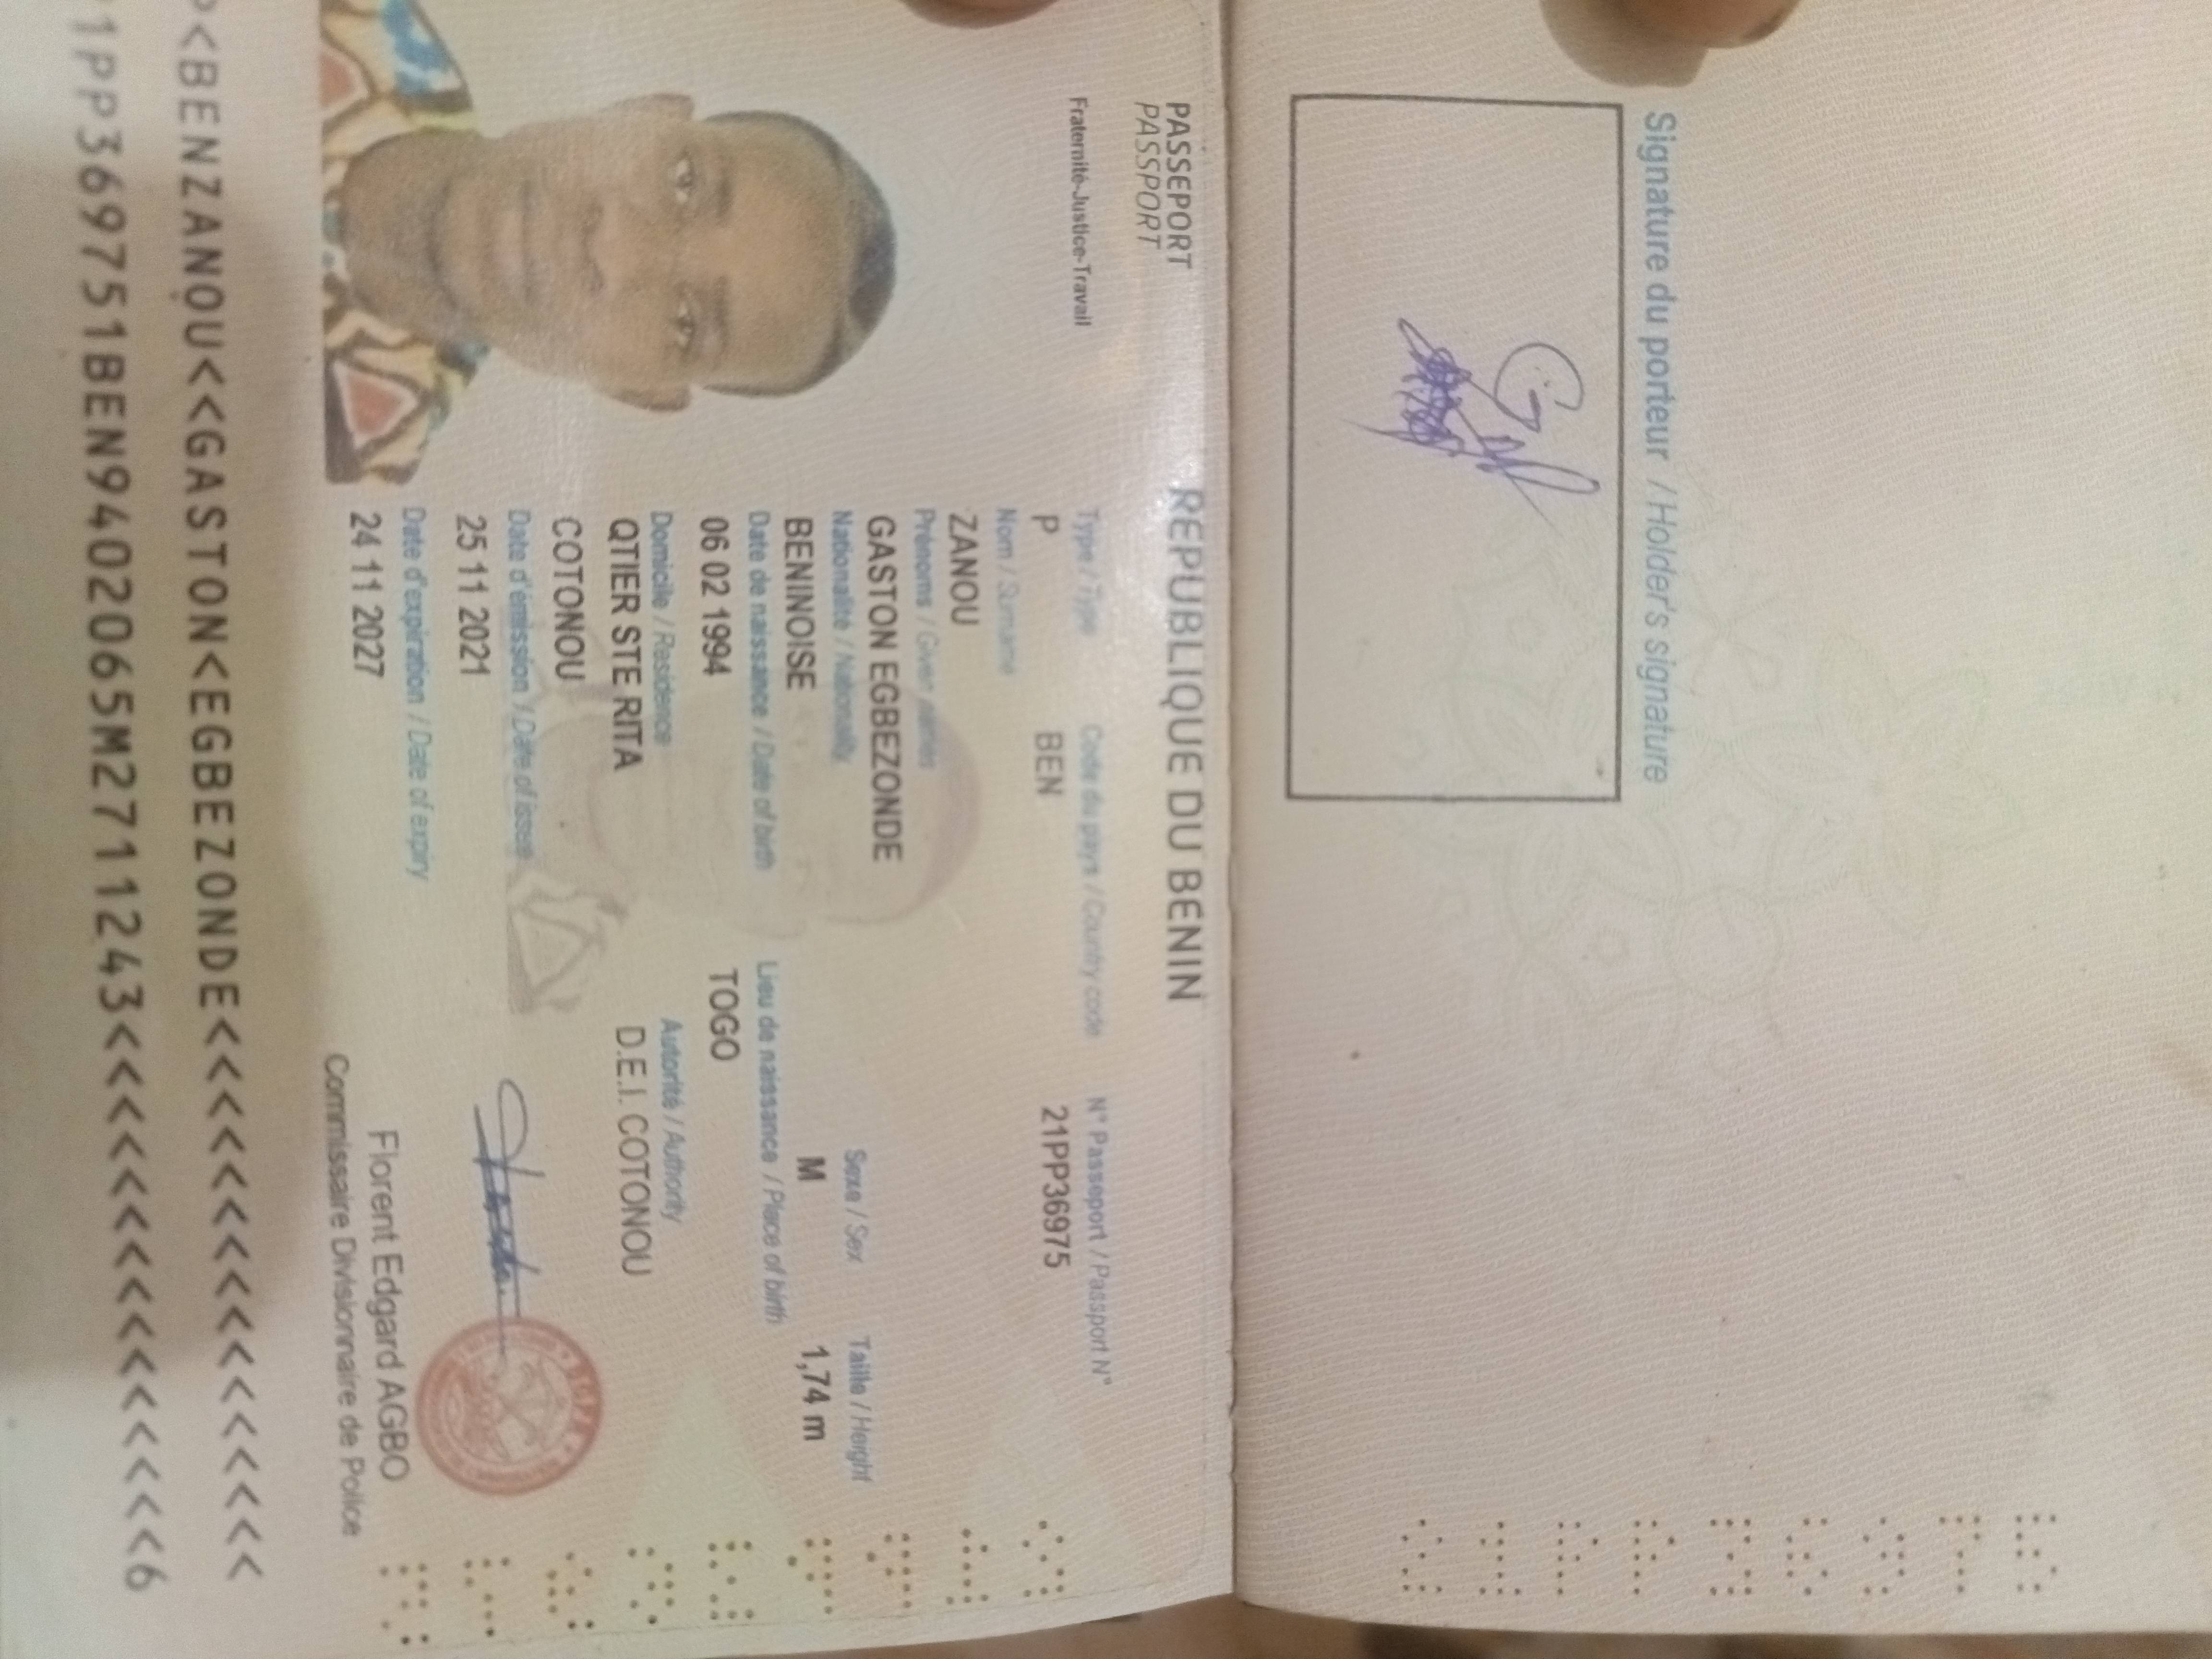 Signature du porteur / Holder's signature
REPUBLIQUE DU BENIN
PASSEPORT
PASSPORT
Fraternité-Justice-Travail
Type / Type
Code du pays / Country code
N° Passeport / Passport N°
P
BEN
21PP36975
Nom / Surname
ZANOU
Prénoms / Given names
GASTON EGBEZONDE
Nationalité / Nationality
Sexe / Sex
Taille / Height
BENINOISE
M
1,74 m
Date de naissance / Date of birth
Lieu de naissance / Place of birth
06 02 1994
TOGO
Domicile / Residence
Autorité / Authority
QTIER STE RITA
D.E.I. COTONOU
COTONOU
Date d'émission / Date of issue
25 11 2021
Date d'expiration / Date of expiry
24 11 2027
Florent Edgard AGBO
Commissaire Divisionnaire de Police
P<BENZANOU<<GASTON<EGBEZONDE<<<<<<<<<<<<<<<
1PP369751BEN9402065M27111243<<<<<<<<<<<<<<6